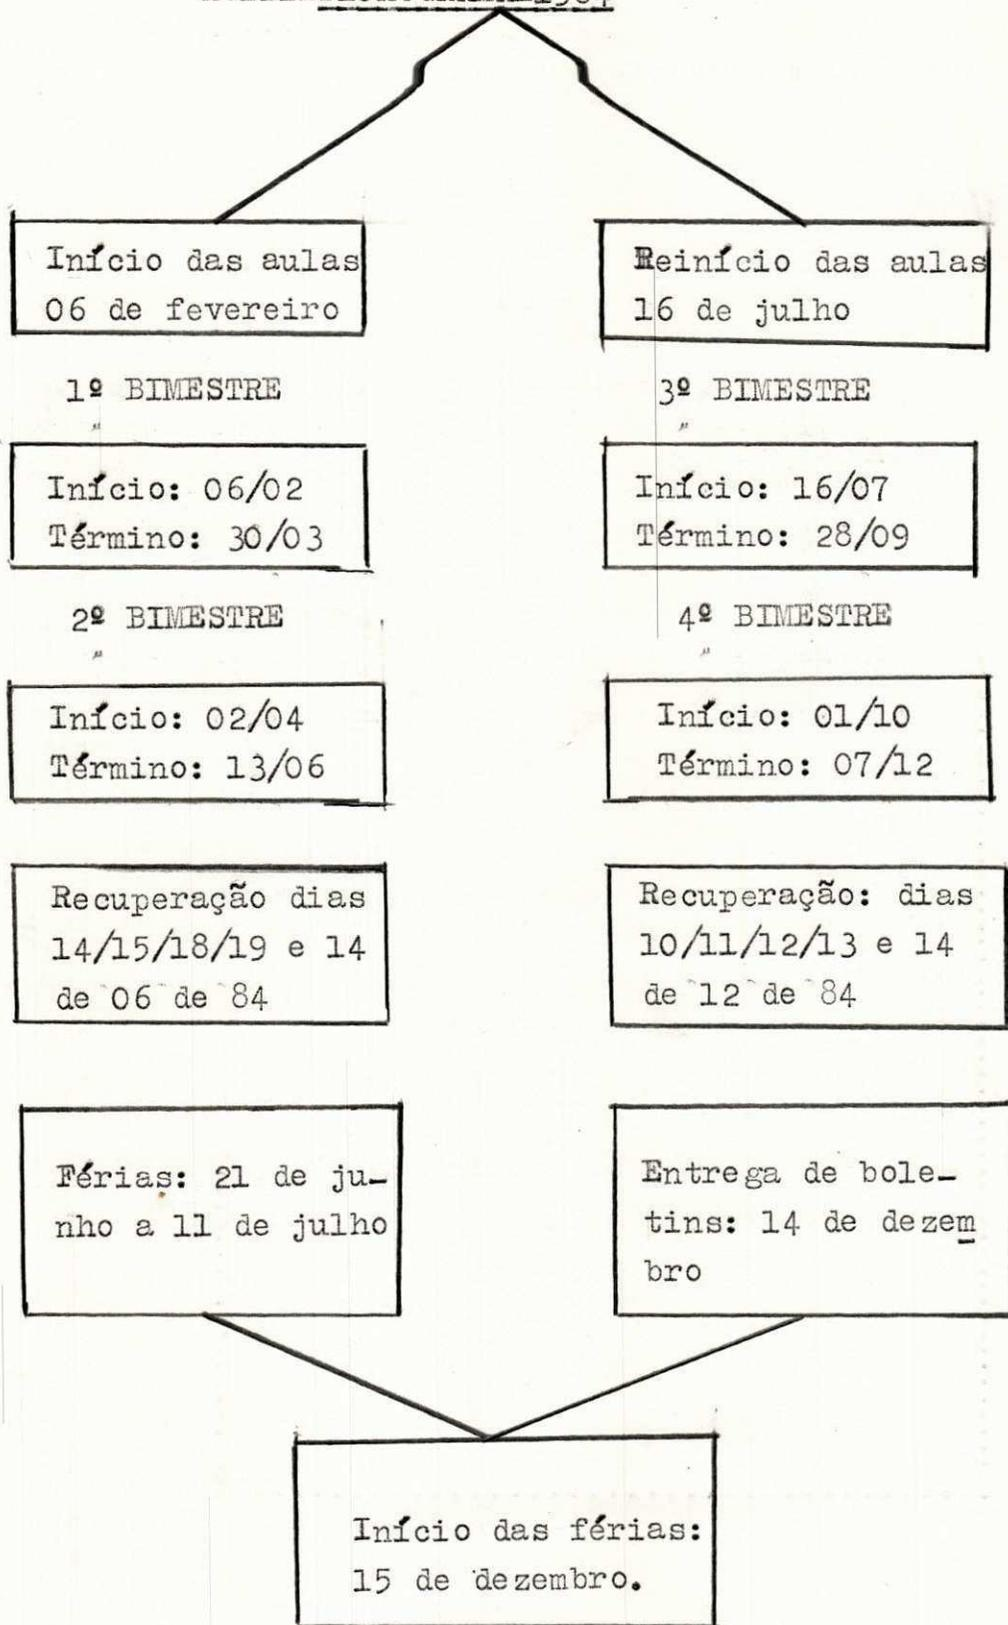 1984
Início das aulas
06 de fevereiro
1º BIMESTRE
"
Início: 06/02
Término: 30/03
2º BIMESTRE
"
Início: 02/04
Término: 13/06
Recuperação dias
14/15/18/19 e 14
de 06 de 84
Férias: 21 de ju-
nho a 11 de julho
Reinício das aulas
16 de julho
3º BIMESTRE
"
Início: 16/07
Término: 28/09
4º BIMESTRE
"
Início: 01/10
Término: 07/12
Recuperação: dias
10/11/12/13 e 14
de 12 de 84
Entrega de bole-
tins: 14 de dezem
bro
Início das férias:
15 de dezembro.